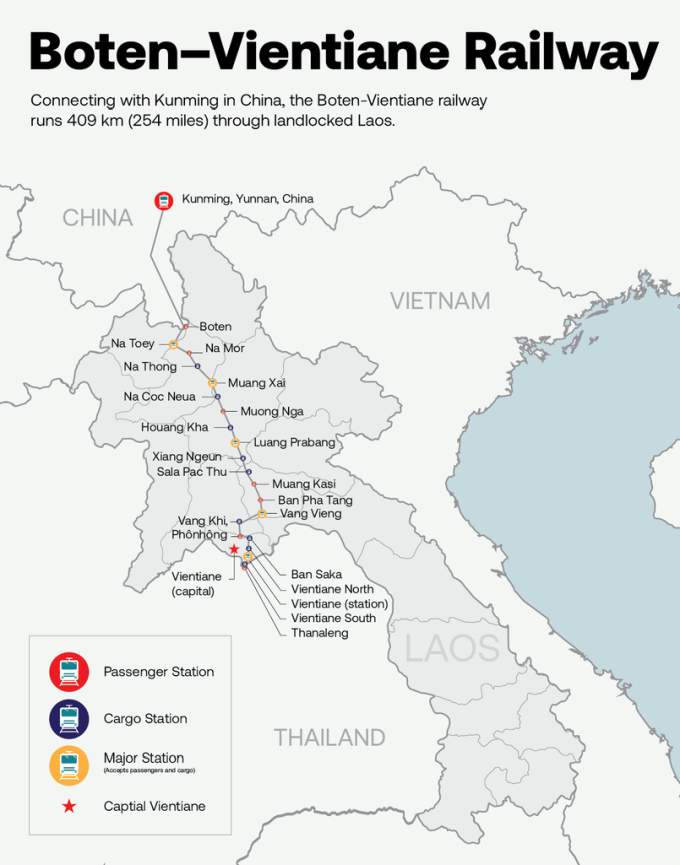 Boten–Vientiane Railway
Connecting with Kunming in China, the Boten-Vientiane railway
runs 409 km (254 miles) through landlocked Laos.
Kunming, Yunnan, China
CHINA
VIETNAM
Boten
Na Toey
Na Mor
Na Thong
Muang Xai
Na Coc Neua
Muong Nga
Houang Kha
Luang Prabang
Xiang Ngeun
Sala Pac Thu
Muang Kasi
Ban Pha Tang
Vang Vieng
Vang Khi,
Phônhông
Vientiane
(capital)
Ban Saka
Vientiane North
Vientiane (station)
Vientiane South
Thanaleng
LAOS
THAILAND
Passenger Station
Cargo Station
Major Station
(Accepts passengers and cargo)
Captial Vientiane